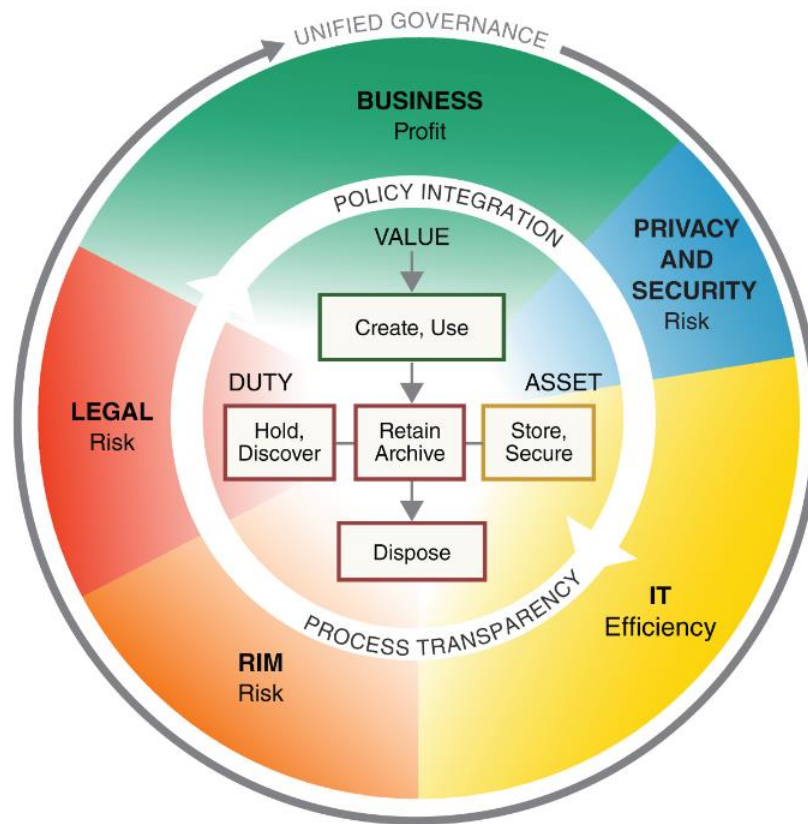 UNIFIED GOVERNANCE
BUSINESS
Profit
POLICY INTEGRATION
VALUE
PRIVACY
AND
SECURITY
Risk
Create, Use
DUTY
ASSET
LEGAL
Risk
Hold,
Discover
Retain
Archive
Store,
Secure
Dispose
PROCESS TRANSPARENCY
IT
Efficiency
RIM
Risk